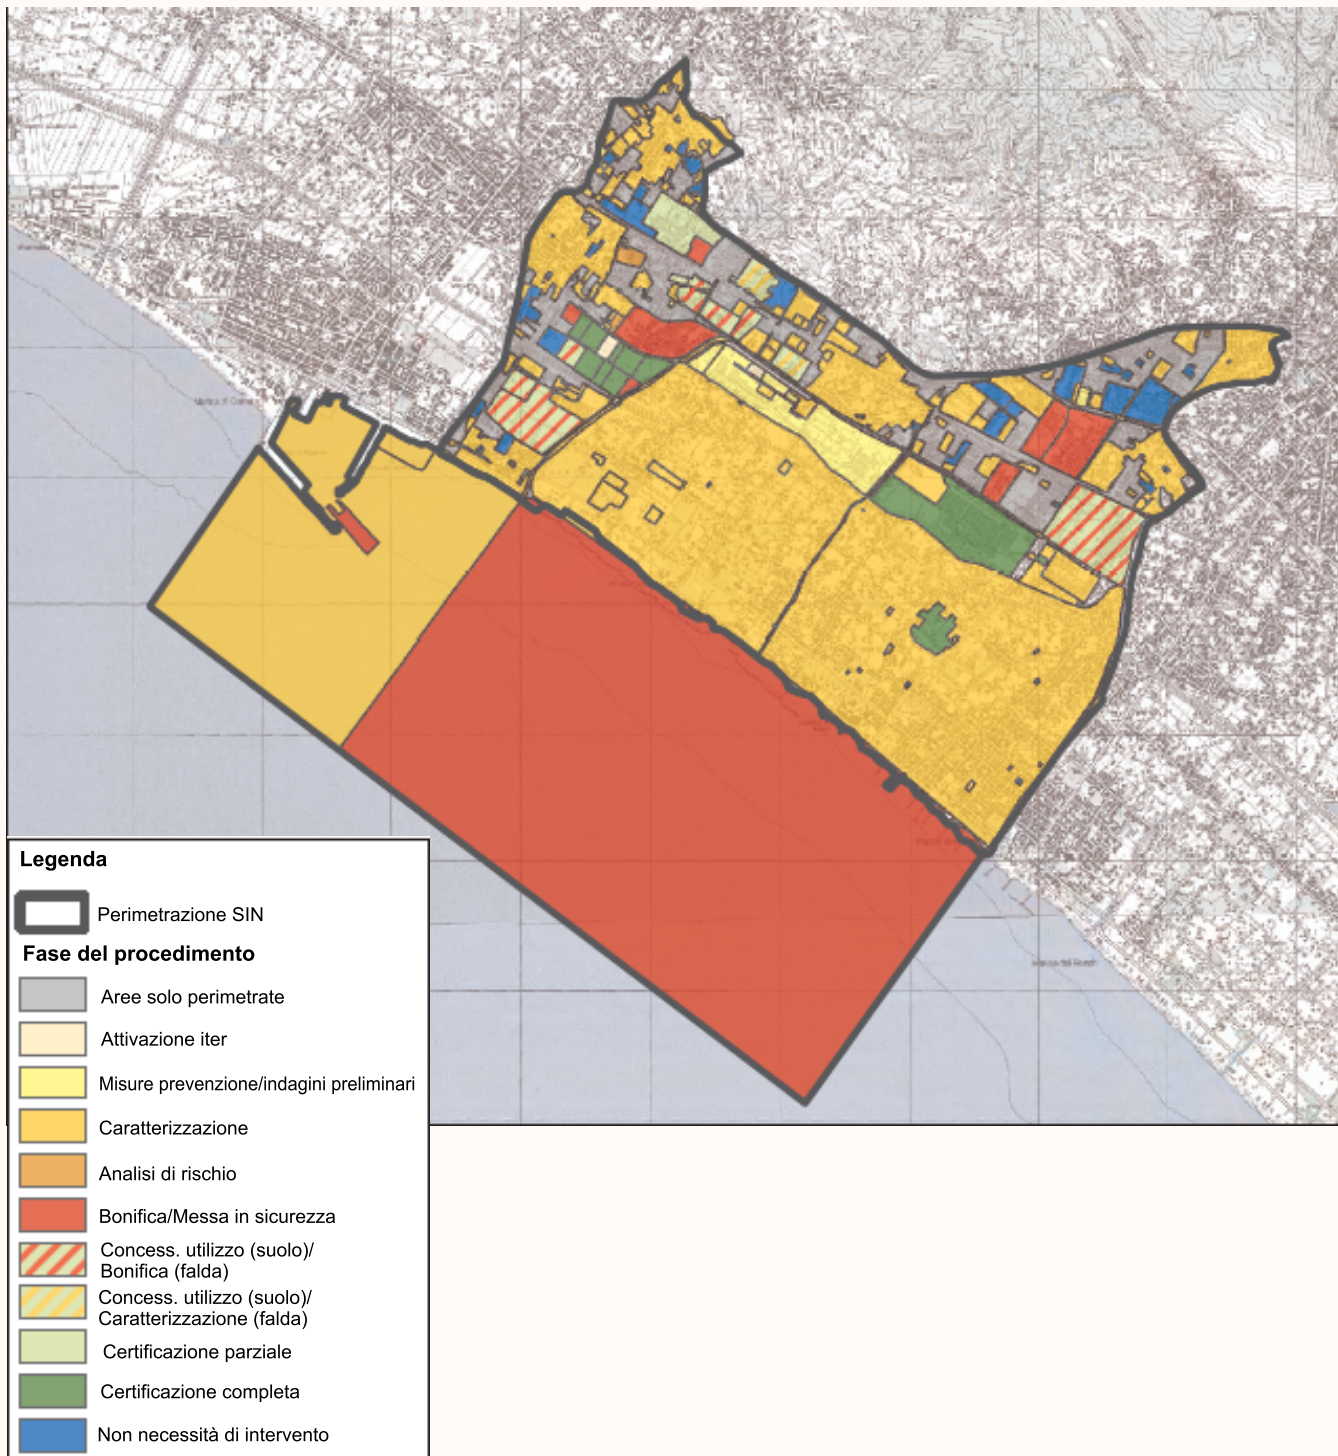 Legenda
Perimetrazione SIN
Fase del procedimento
Aree solo perimetrate
Attivazione iter
Misure prevenzione/indagini preliminari
Caratterizzazione
Analisi di rischio
Bonifica/Messa in sicurezza
Concess. utilizzo (suolo)/
Bonifica (falda)
Concess. utilizzo (suolo)/
Caratterizzazione (falda)
Certificazione parziale
Certificazione completa
Non necessità di intervento